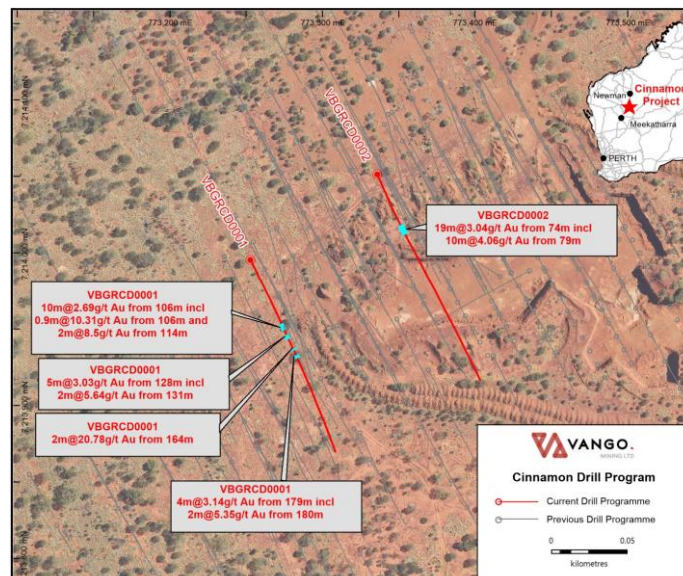 773,200 mE
773,300 mE
773,400 mE
773,500 mE
7,214,400 mN
VBGRCD0002
VBGRCD0001
Newman
Cinnamon
Project
Meekatharra
PERTH
VBGRCD0002
19m@3.04g/t Au from 74m incl
10m@4.06g/t Au from 79m
VBGRCD0001
10m@2.69g/t Au from 106m incl
0.9m@10.31g/t Au from 106m and
2m@8.5g/t Au from 114m
VBGRCD0001
5m@3.03g/t Au from 128m incl
2m@5.64g/t Au from 131m
VBGRCD0001
2m@20.78g/t Au from 164m
VBGRCD0001
4m@3.14g/t Au from 179m incl
2m@5.35g/t Au from 180m
VANGO.
MINING LTD
Cinnamon Drill Program
Current Drill Programme
Previous Drill Programme
0 0.05
kilometres